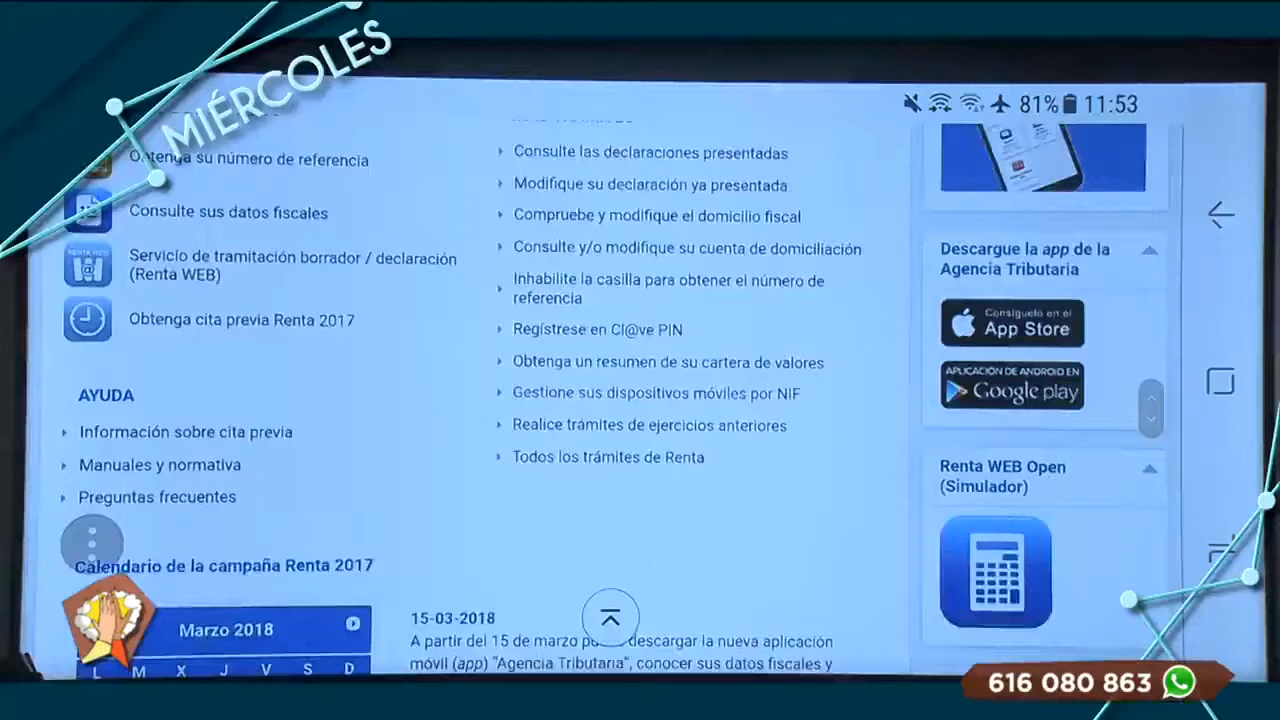 MIÉRCOLES
81% 11:53
Obtenga su número de referencia
Consulte sus datos fiscales
RENTA WEB
Servicio de tramitación borrador / declaración
(Renta WEB)
Obtenga cita previa Renta 2017
AYUDA
Información sobre cita previa
Manuales y normativa
Preguntas frecuentes
Consulte las declaraciones presentadas
Modifique su declaración ya presentada
Compruebe y modifique el domicilio fiscal
Consulte y/o modifique su cuenta de domiciliación
Inhabilite la casilla para obtener el número de
referencia
Regístrese en Cl@ve PIN
Obtenga un resumen de su cartera de valores
Gestione sus dispositivos móviles por NIF
Realice trámites de ejercicios anteriores
Todos los trámites de Renta
Descargue la app de la
Agencia Tributaria
Consíguelo en el
App Store
APLICACIÓN DE ANDROID EN
Google play
Renta WEB Open
(Simulador)
Calendario de la campaña Renta 2017
Marzo 2018
L M X J V S D
15-03-2018
A partir del 15 de marzo descargar la nueva aplicación
móvil (app) "Agencia Tributaria", conocer sus datos fiscales y
616 080 863